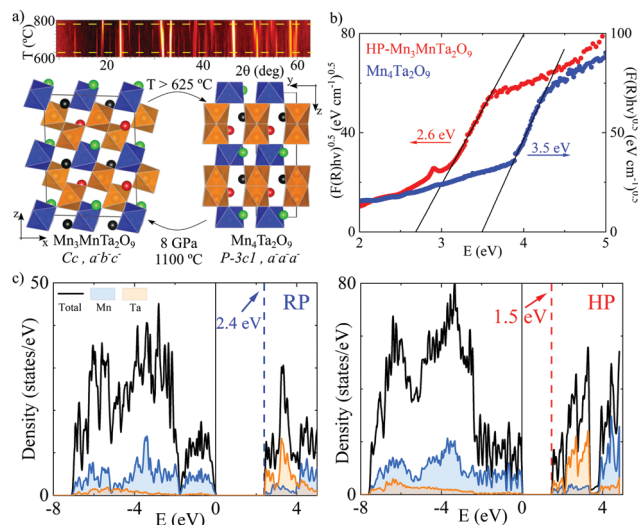 a)
800
600
T (ºC)
20
40
60
2θ (deg)
T > 625 ºC
y
z
z
x
Mn₃MnTa₂O₉
Cc , a⁻b⁻c⁻
8 GPa
1100 ºC
Mn₄Ta₂O₉
P-3c1 , a⁻a⁻a⁻
b)
80
40
0
(F(R)hν)⁰·⁵ (eV cm⁻¹)⁰·⁵
HP-Mn₃MnTa₂O₉
Mn₄Ta₂O₉
2.6 eV
3.5 eV
100
50
0
(F(R)hν)⁰·⁵ (eV cm⁻¹)⁰·⁵
2
3
4
5
E (eV)
c)
50
0
Density (states/eV)
Total
Mn
Ta
2.4 eV
RP
-8
-4
0
4
E (eV)
80
0
Density (states/eV)
1.5 eV
HP
-8
-4
0
4
E (eV)